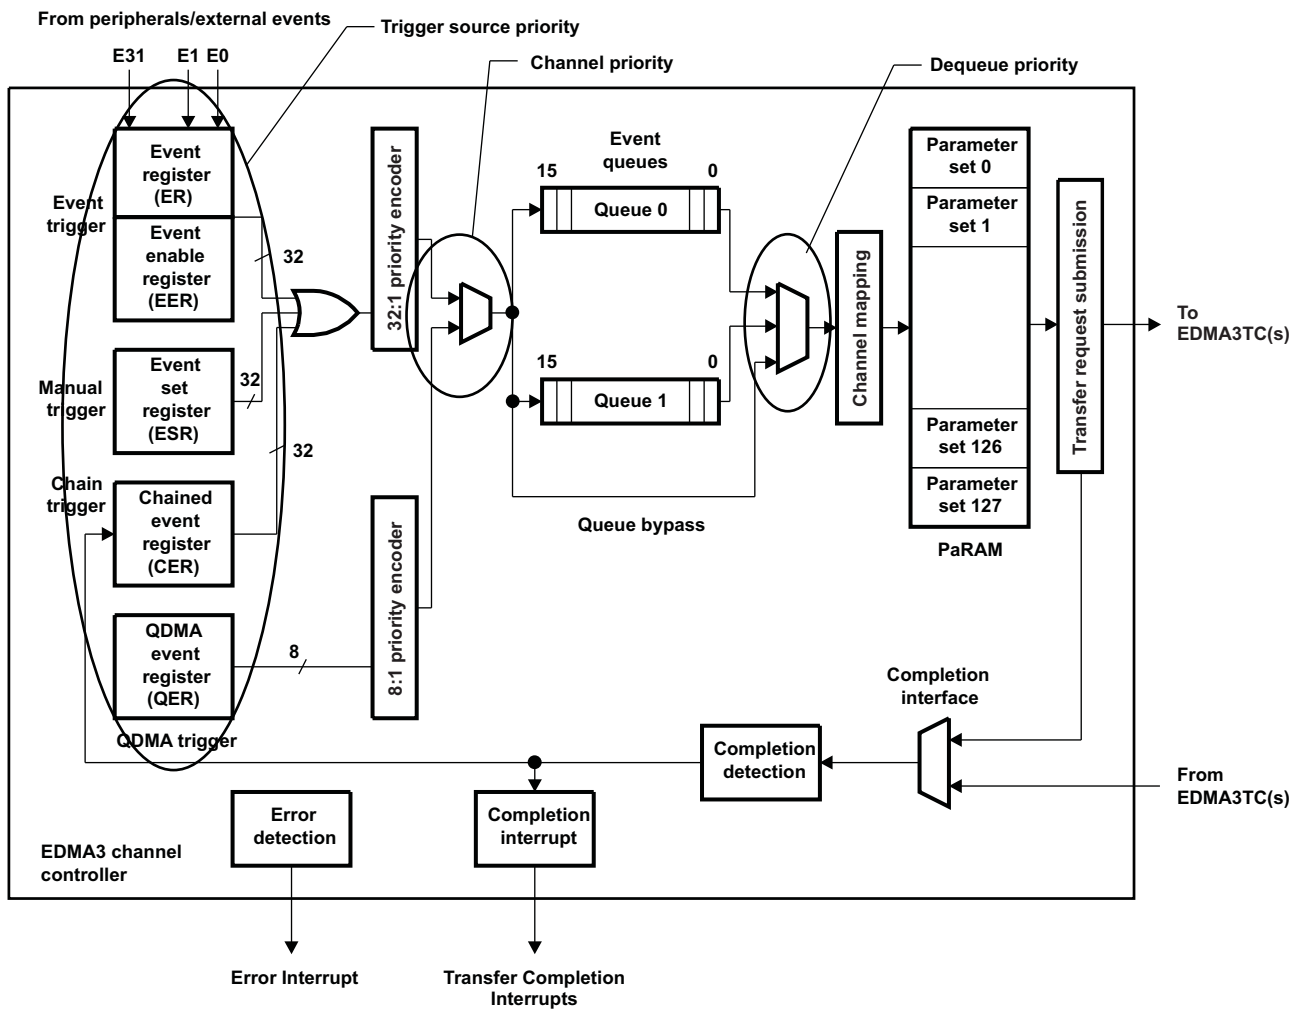 From peripherals/external events
Trigger source priority
Channel priority
Dequeue priority
E31
E1 E0
Event
register
(ER)
Event
trigger
Event
enable
register
(EER)
32
Manual
trigger
Event
set
register
(ESR)
32
32
Chain
trigger
Chained
event
register
(CER)
QDMA
event
register
(QER)
8
QDMA trigger
32:1 priority encoder
8:1 priority encoder
Event
queues
15
0
Queue 0
15
0
Queue 1
Queue bypass
Channel mapping
Parameter
set 0
Parameter
set 1
Parameter
set 126
Parameter
set 127
PaRAM
Transfer request submission
To
EDMA3TC(s)
Completion
interface
From
EDMA3TC(s)
Completion
detection
Completion
interrupt
Error
detection
EDMA3 channel
controller
Error Interrupt
Transfer Completion
Interrupts